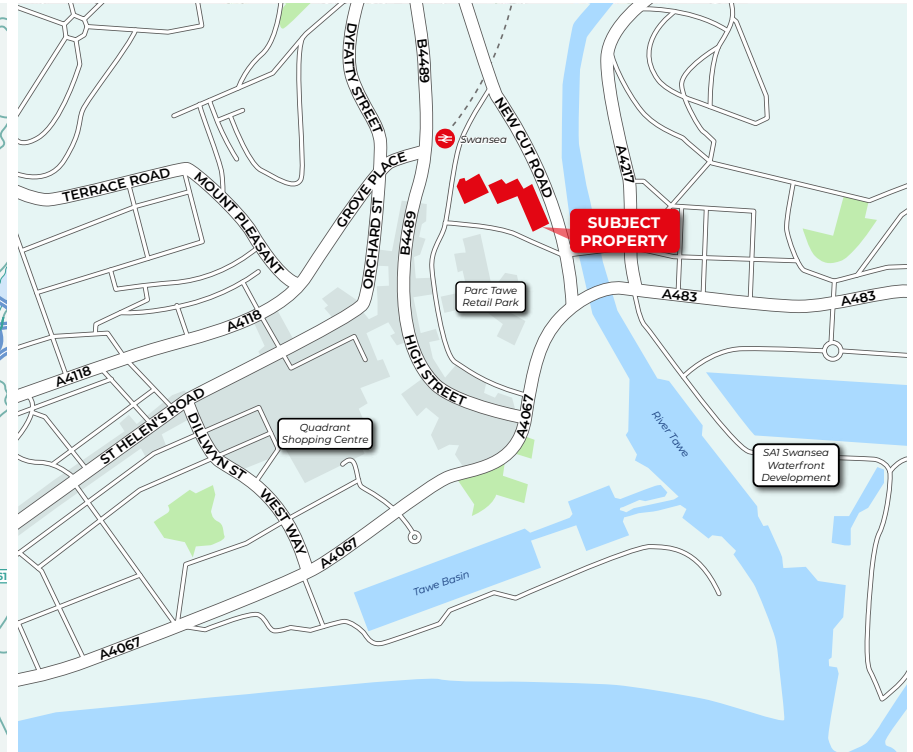 DYFATTY STREET
B4489
NEW CUT ROAD
Swansea
A4217
GROVE PLACE
TERRACE ROAD
MOUNT PLEASANT
ORCHARD ST
B4489
SUBJECT
PROPERTY
Parc Tawe
Retail Park
A483
A483
A4118
A4118
HIGH STREET
ST HELEN'S ROAD
DILLWYN ST
Quadrant
Shopping Centre
A4067
River Tawe
SA1 Swansea
Waterfront
Development
WEST WAY
A4067
Tawe Basin
A4067